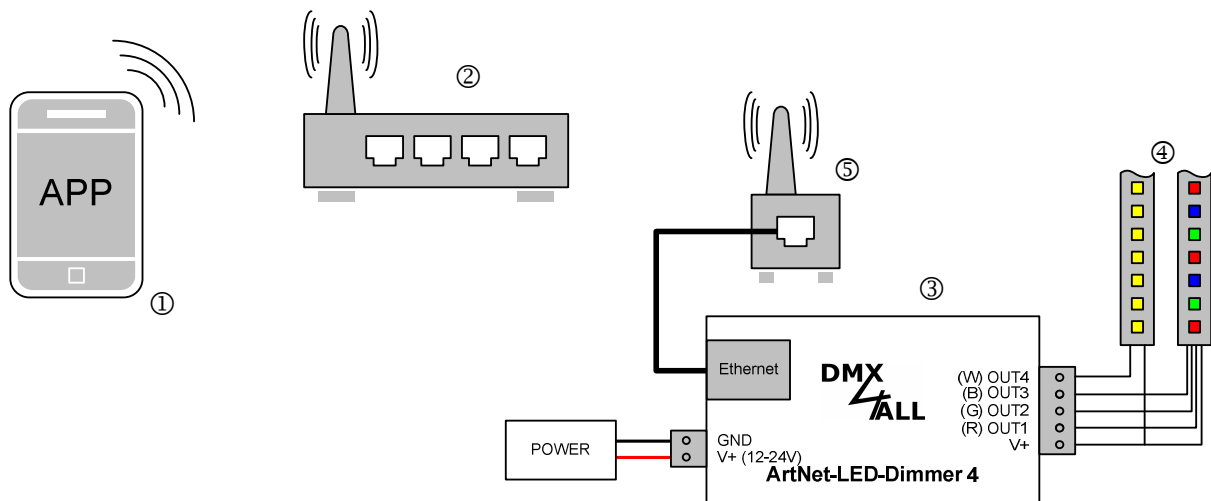 ②
⑤
④
APP
①
③
Ethernet
DMX
4
ALL
(W) OUT4
(B) OUT3
(G) OUT2
(R) OUT1
V+
POWER
GND
V+ (12-24V)
ArtNet-LED-Dimmer 4